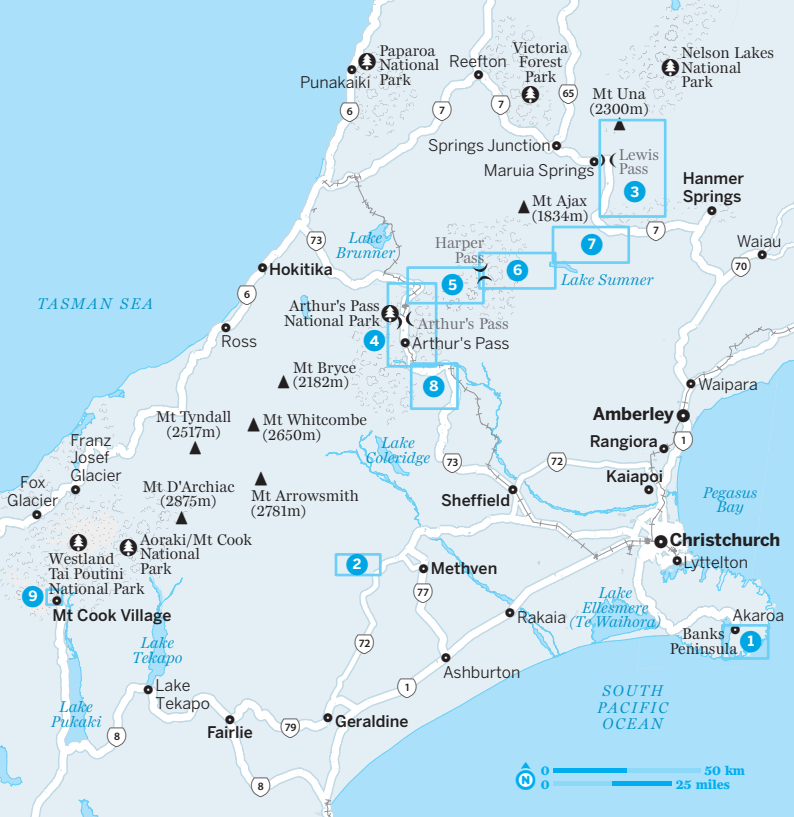 Paparoa
National
Park
Punakaiki
Reefton
Victoria
Forest
Park
Nelson Lakes
National
Park
65
Mt Una
(2300m)
6
7
7
Springs Junction
Maruia Springs
Lewis
Pass
3
Hanmer
Springs
Mt Ajax
(1834m)
7
7
Waiau
70
73
Lake
Brunner
Harper
Pass
6
5
Lake Sumner
Hokitika
6
TASMAN SEA
Arthur's Pass
National Park
Arthur's Pass
4
Arthur's Pass
Ross
Mt Bryce
(2182m)
8
Waipara
Mt Tyndall
(2517m)
Mt Whitcombe
(2650m)
Amberley
Rangiora
1
Franz
Josef
Glacier
Lake
Coleridge
73
72
Kaiapoi
Fox
Glacier
Mt D'Archiac
(2875m)
Mt Arrowsmith
(2781m)
Sheffield
Pegasus
Bay
Westland
Tai Poutini
National Park
Aoraki/Mt Cook
National
Park
Christchurch
Lyttelton
2
Methven
9
Mt Cook Village
77
Lake
Ellesmere
(Te Waihora)
Rakaia
Akaroa
Banks
Peninsula
1
Lake
Tekapo
72
Ashburton
Lake
Tekapo
1
SOUTH
PACIFIC
OCEAN
Lake
Pukaki
8
Fairlie
79
Geraldine
8
N
0
50 km
0
25 miles